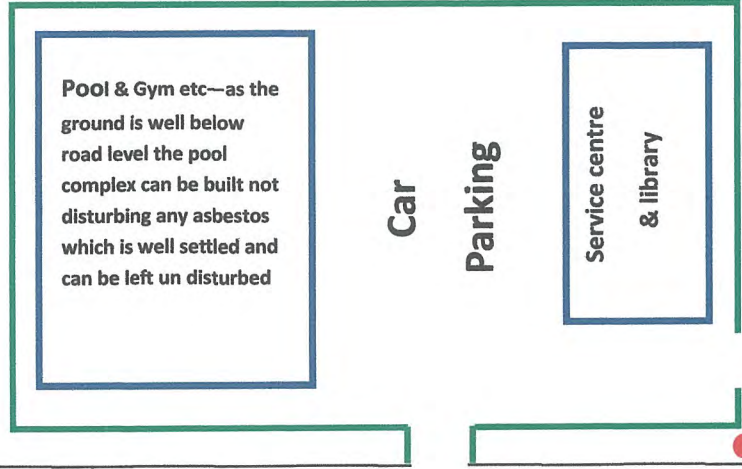 Pool & Gym etc—as the
ground is well below
road level the pool
complex can be built not
disturbing any asbestos
which is well settled and
can be left un disturbed
Car
Parking
Service centre
& library